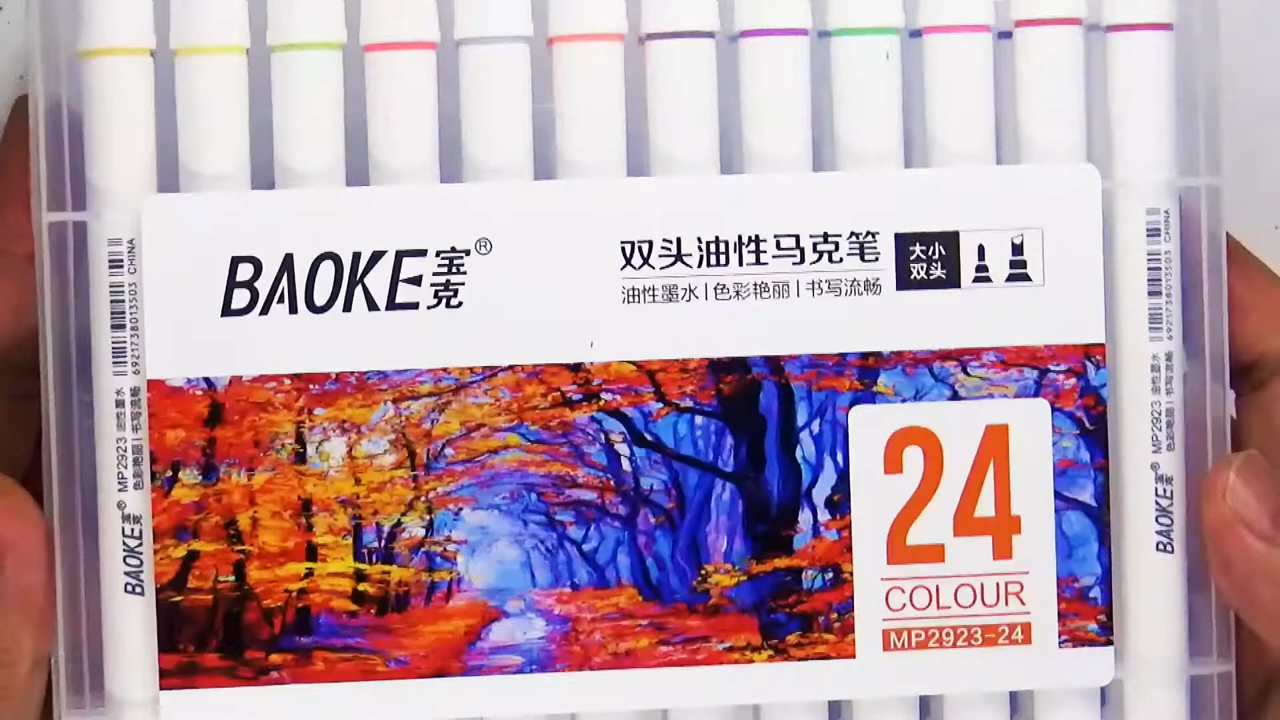 BAOKE宝克®
双头油性马克笔
油性墨水|色彩艳丽|书写流畅
大小
双头
24
COLOUR
MP2923-24
BAOKE宝克® MP2923 油性墨水
色彩艳丽|书写流畅 6921738013503 CHINA
BAOKE宝克® MP2923 油性墨水
色彩艳丽|书写流畅 6921738013503 CHINA